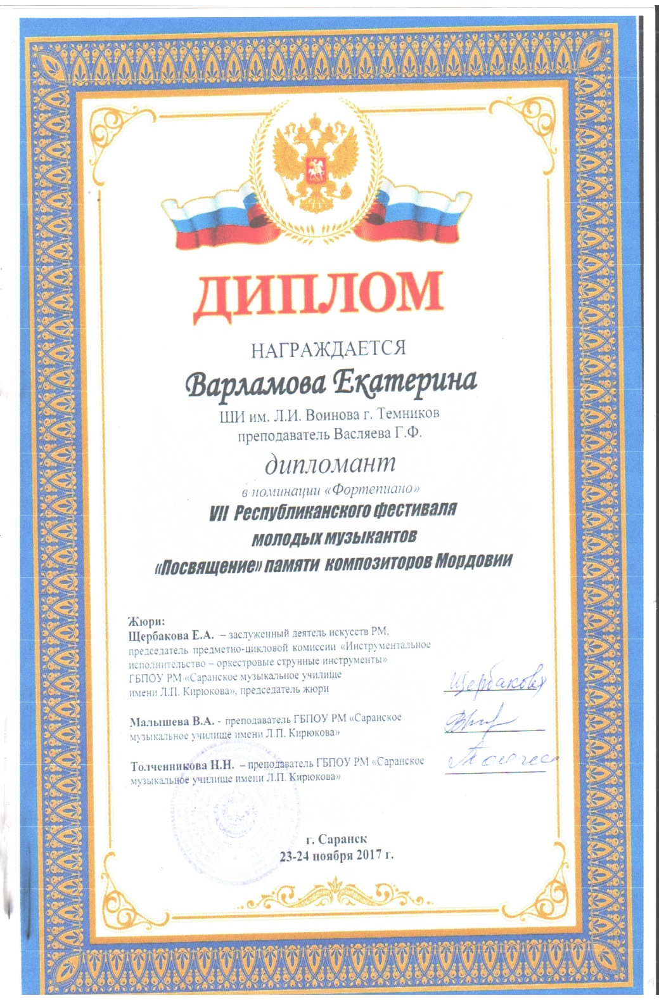 ДИПЛОМ
НАГРАЖДАЕТСЯ
Варламова Екатерина
ШИ им. Л.И. Воинова г. Темников
преподаватель Васляева Г.Ф.
дипломант
в номинации «Фортепиано»
VII Республиканского фестиваля
молодых музыкантов
«Посвящение» памяти композиторов Мордовии
Жюри:
Щербакова Е.А. – заслуженный деятель искусств РМ,
председатель предметно-цикловой комиссии «Инструментальное
исполнительство – оркестровые струнные инструменты»
ГБПОУ РМ «Саранское музыкальное училище
имени Л.П. Кирюкова», председатель жюри
Щербакова
Малышева В.А. - преподаватель ГБПОУ РМ «Саранское
музыкальное училище имени Л.П. Кирюкова»
Толченникова Н.Н. – преподаватель ГБПОУ РМ «Саранское
музыкальное училище имени Л.П. Кирюкова»
г. Саранск
23-24 ноября 2017 г.